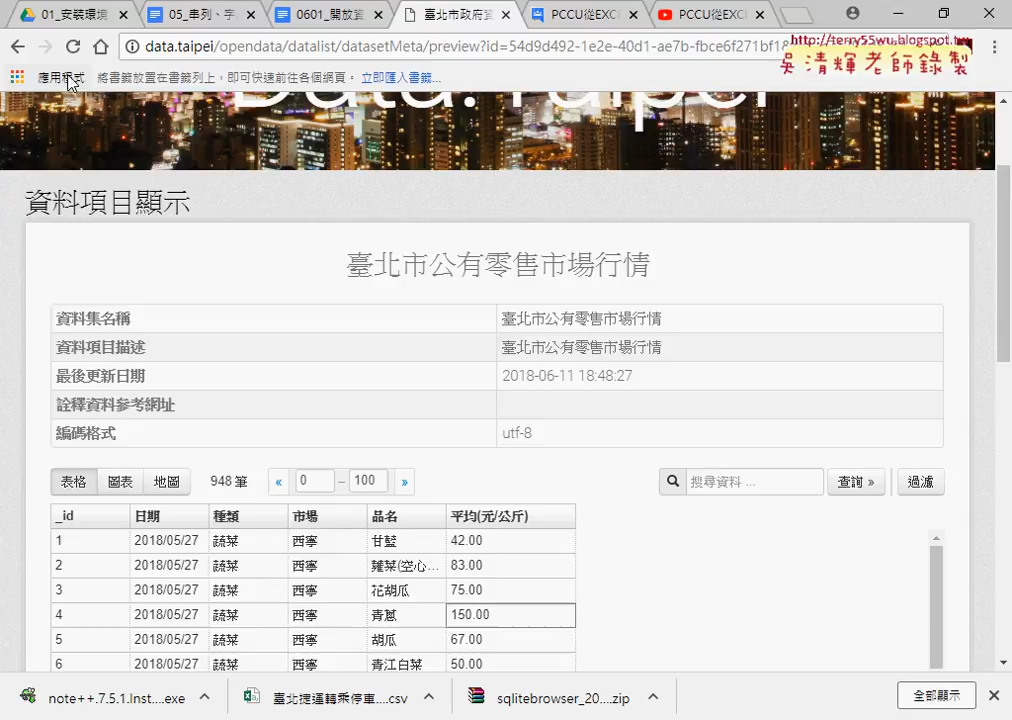 01_安裝環境
05_串列、字
0601_開放資
臺北市政府資
PCCU從EXC
PCCU從EXC
data.taipei/opendata/datalist/datasetMeta/preview?id=54d9d492-1e2e-40d1-ae7b-fbce6f271bf1
http://terry55wu.blogspot.tw
吳清輝老師錄製
應用程式 將書籤放置在書籤列上，即可快速前往各個網頁。 立即匯入書籤...
Data.Taipei
資料項目顯示
臺北市公有零售市場行情
資料集名稱 臺北市公有零售市場行情
資料項目描述 臺北市公有零售市場行情
最後更新日期 2018-06-11 18:48:27
詮釋資料參考網址
編碼格式 utf-8
表格 圖表 地圖 948 筆 « 0 – 100 » 搜尋資料 ... 查詢 » 過濾
_id 日期 種類 市場 品名 平均(元/公斤)
1 2018/05/27 蔬菜 西寧 甘藍 42.00
2 2018/05/27 蔬菜 西寧 蕹菜(空心... 83.00
3 2018/05/27 蔬菜 西寧 花胡瓜 75.00
4 2018/05/27 蔬菜 西寧 青蔥 150.00
5 2018/05/27 蔬菜 西寧 胡瓜 67.00
6 2018/05/27 蔬菜 西寧 青江白菜 50.00
note++.7.5.1.Inst....exe
臺北捷運轉乘停車....csv
sqlitebrowser_20....zip
全部顯示